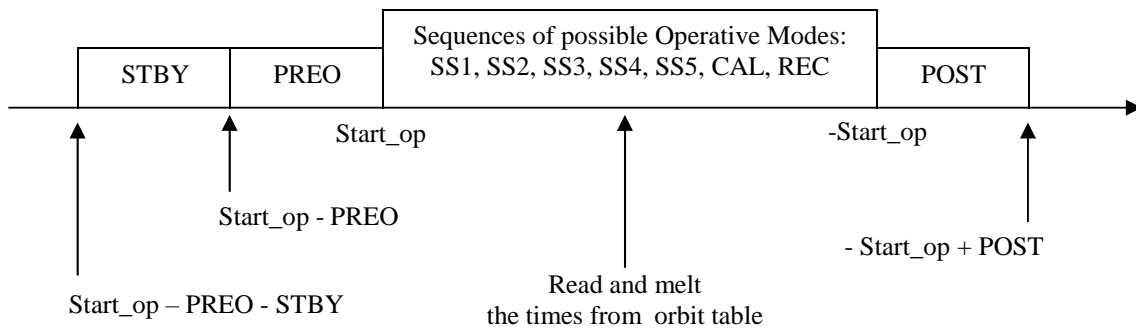 Sequences of possible Operative Modes:
SS1, SS2, SS3, SS4, SS5, CAL, REC
STBY
PREO
POST
Start_op
-Start_op
Start_op - PREO
- Start_op + POST
Start_op – PREO - STBY
Read and melt
the times from orbit table